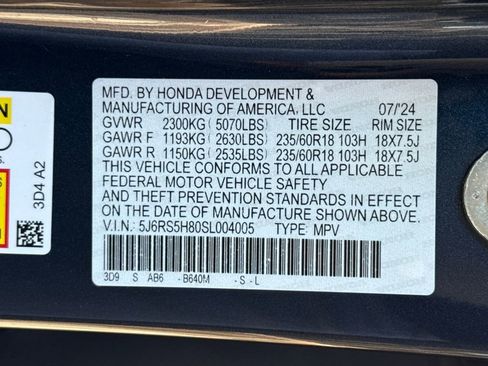 MFD. BY HONDA DEVELOPMENT &
MANUFACTURING OF AMERICA, LLC 07/'24
GVWR 2300KG( 5070LBS) TIRE SIZE RIM SIZE
GAWR F 1193KG( 2630LBS) 235/60R18 103H 18X7.5J
GAWR R 1150KG( 2535LBS) 235/60R18 103H 18X7.5J
THIS VEHICLE CONFORMS TO ALL APPLICABLE
FEDERAL MOTOR VEHICLE SAFETY
AND THEFT PREVENTION STANDARDS IN EFFECT
ON THE DATE OF MANUFACTURE SHOWN ABOVE.
V.I.N.: 5J6RS5H80SL004005 TYPE: MPV
3D9 S AB6 -B640M -S-L
3D4 A2